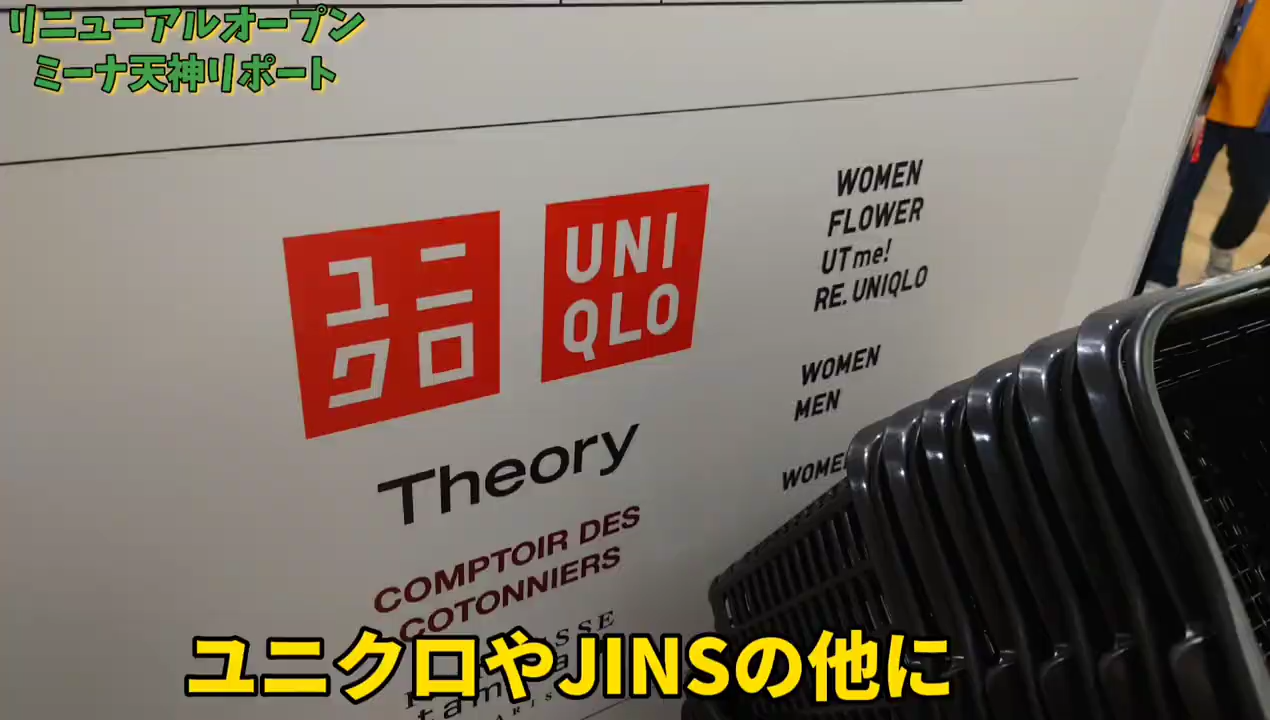 リニューアルオープン
ミーナ天神リポート
ユニ
クロ
UNI
QLO
WOMEN
FLOWER
UT me!
RE. UNIQLO
Theory
WOMEN
MEN
COMPTOIR DES
COTONNIERS
ユニクロやJINSの他に